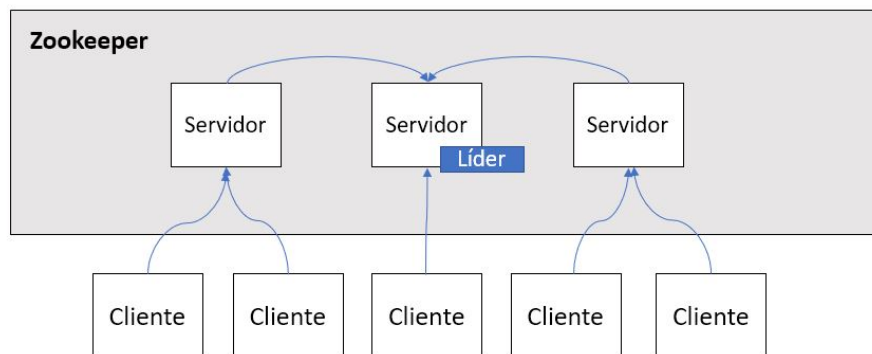 Zookeeper
Servidor
Servidor
Servidor
Líder
Cliente
Cliente
Cliente
Cliente
Cliente